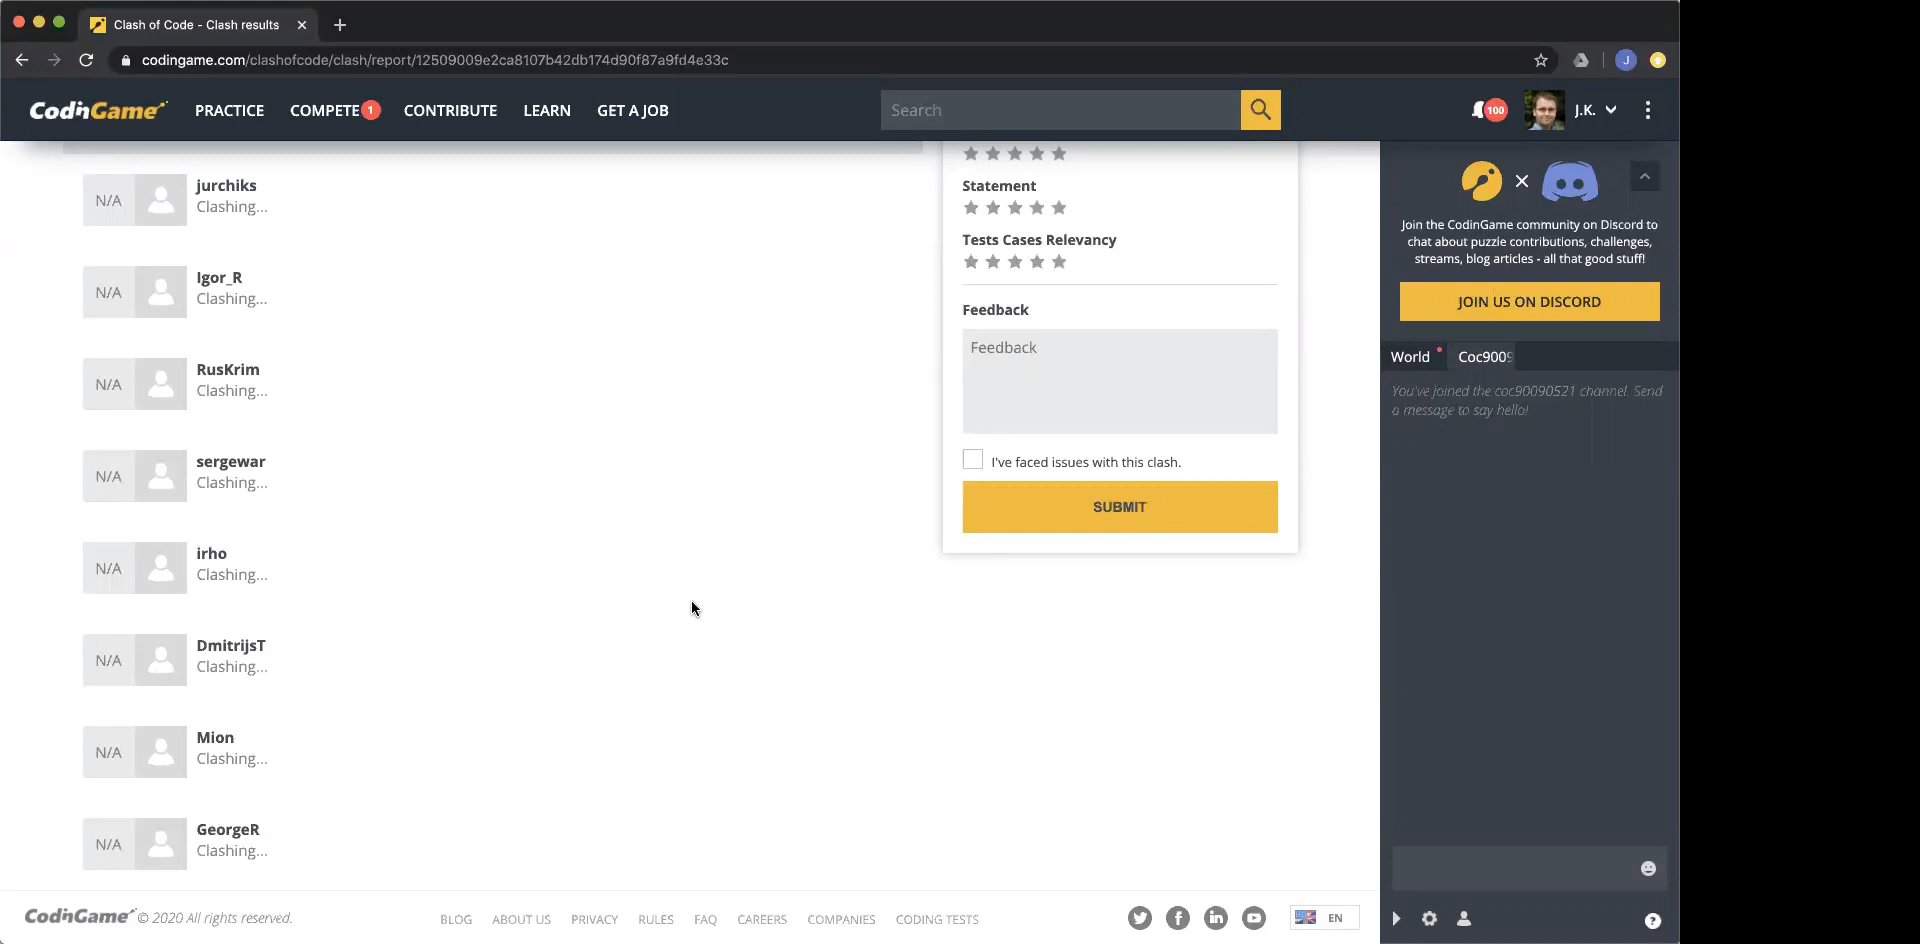 Clash of Code - Clash results
codingame.com/clashofcode/clash/report/12509009e2ca8107b42db174d90f87a9fd4e33c
J
CodinGame
PRACTICE
COMPETE 1
CONTRIBUTE
LEARN
GET A JOB
Search
100
J.K.
N/A
jurchiks
Clashing...
N/A
Igor_R
Clashing...
N/A
RusKrim
Clashing...
N/A
sergewar
Clashing...
N/A
irho
Clashing...
N/A
DmitrijsT
Clashing...
N/A
Mion
Clashing...
N/A
GeorgeR
Clashing...
Statement
Tests Cases Relevancy
Feedback
Feedback
I've faced issues with this clash.
SUBMIT
Join the CodinGame community on Discord to
chat about puzzle contributions, challenges,
streams, blog articles - all that good stuff!
JOIN US ON DISCORD
World
Coc9009
You've joined the coc90090521 channel. Send
a message to say hello!
CodinGame © 2020 All rights reserved.
BLOG
ABOUT US
PRIVACY
RULES
FAQ
CAREERS
COMPANIES
CODING TESTS
EN